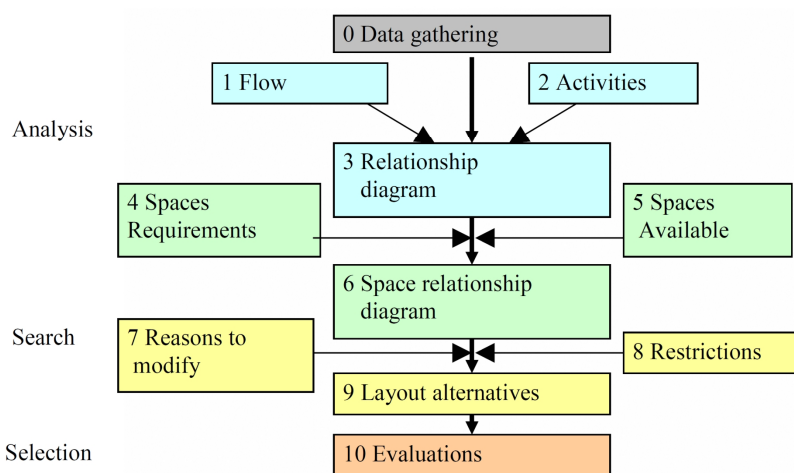 0 Data gathering
1 Flow
2 Activities
Analysis
3 Relationship
diagram
4 Spaces
Requirements
5 Spaces
Available
6 Space relationship
diagram
Search
7 Reasons to
modify
8 Restrictions
9 Layout alternatives
Selection
10 Evaluations